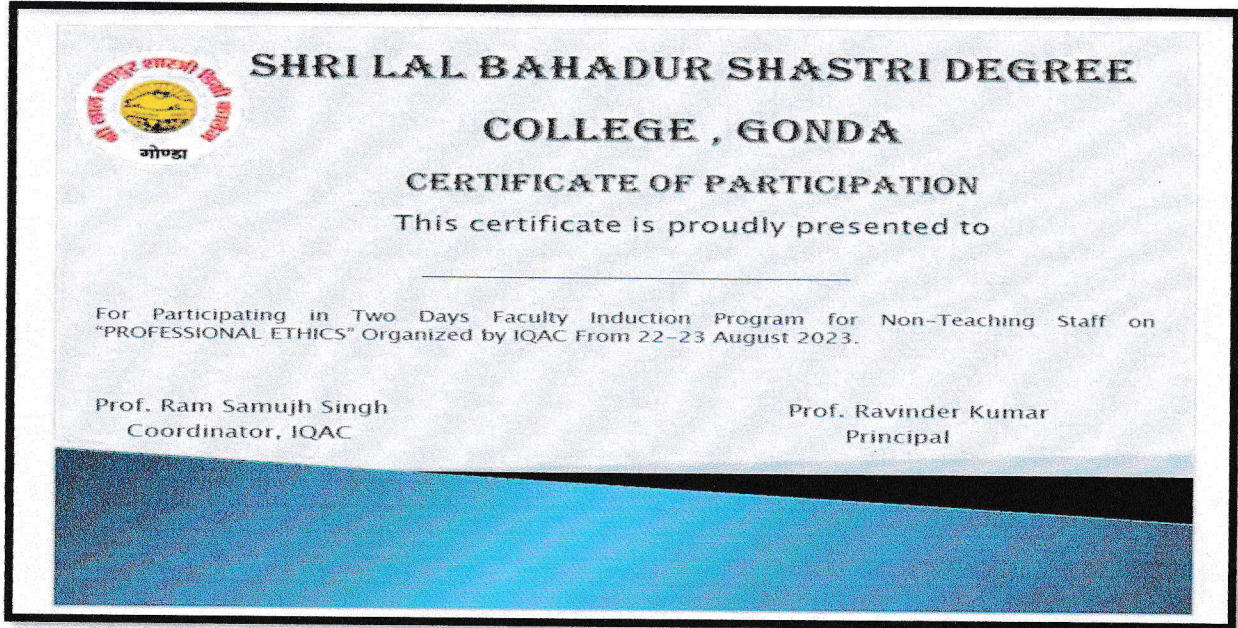 श्री लाल बहादुर शास्त्री डिग्री कालेज
गोण्डा
SHRI LAL BAHADUR SHASTRI DEGREE
COLLEGE , GONDA
CERTIFICATE OF PARTICIPATION
This certificate is proudly presented to
For Participating in Two Days Faculty Induction Program for Non-Teaching Staff on
"PROFESSIONAL ETHICS" Organized by IQAC From 22-23 August 2023.
Prof. Ram Samujh Singh
Coordinator, IQAC
Prof. Ravinder Kumar
Principal